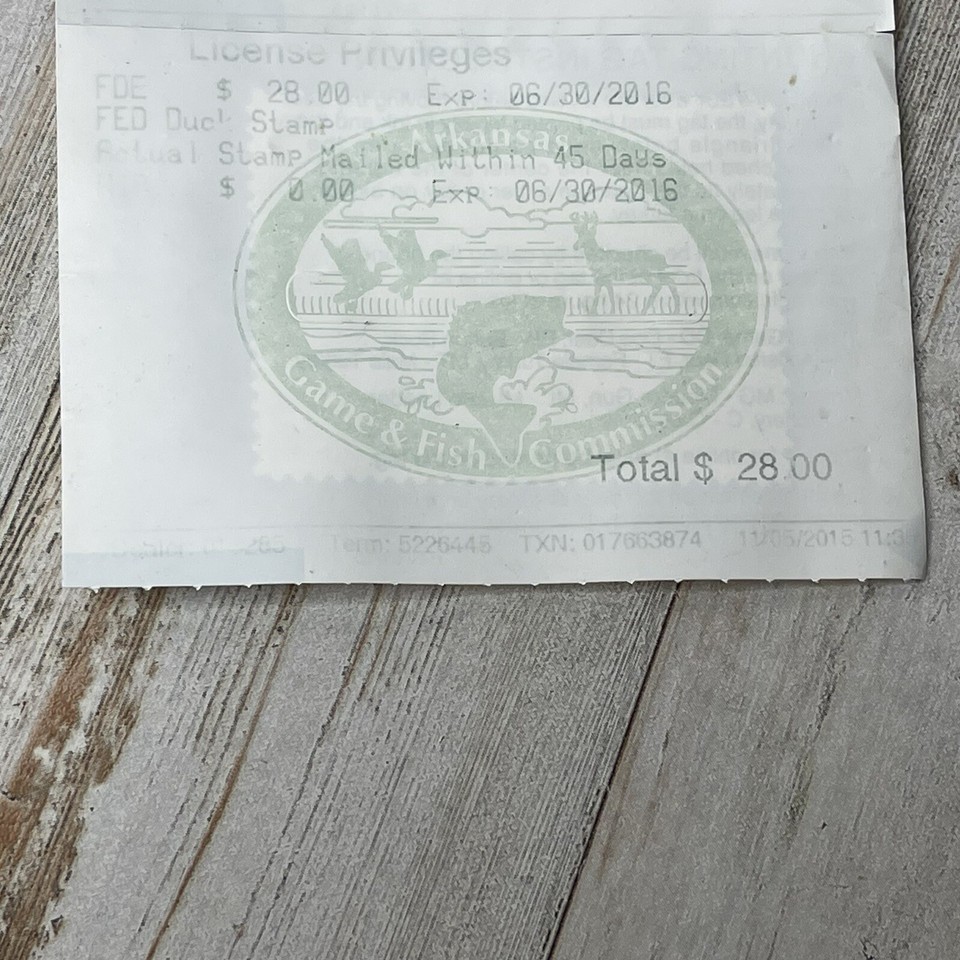 License Privileges
FDE $ 28.00 Exp: 06/30/2016
FED Duck Stamp
Actual Stamp Mailed Within 45 Days
$ 0.00 Exp: 06/30/2016
Arkansas
Game & Fish Commission
Total $ 28.00
Term: 5226445 TXN: 017663874